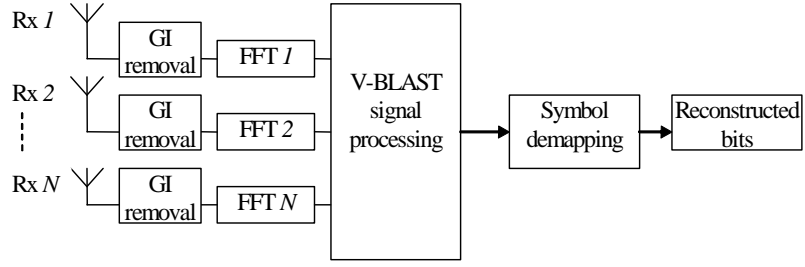 Rx 1
GI
removal
FFT 1
Rx 2
GI
removal
FFT 2
Rx N
GI
removal
FFT N
V-BLAST
signal
processing
Symbol
demapping
Reconstructed
bits